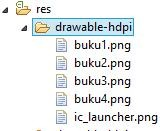 res
drawable-hdpi
buku1.png
buku2.png
buku3.png
buku4.png
ic_launcher.png